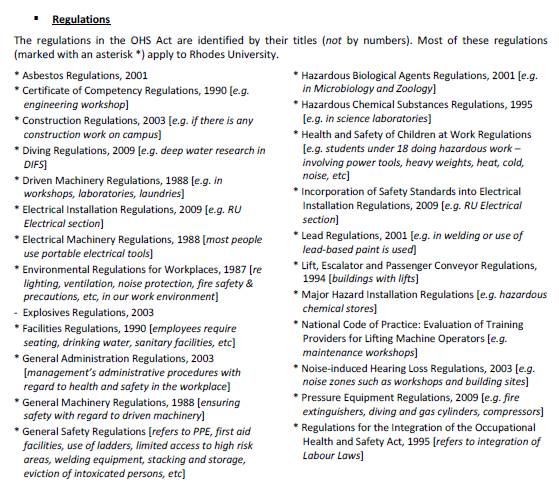 ▪ Regulations
The regulations in the OHS Act are identified by their titles (not by numbers). Most of these regulations
(marked with an asterisk *) apply to Rhodes University.
* Asbestos Regulations, 2001
* Certificate of Competency Regulations, 1990 [e.g.
engineering workshop]
* Construction Regulations, 2003 [e.g. if there is any
construction work on campus]
* Diving Regulations, 2009 [e.g. deep water research in
DIFS]
* Driven Machinery Regulations, 1988 [e.g. in
workshops, laboratories, laundries]
* Electrical Installation Regulations, 2009 [e.g. RU
Electrical section]
* Electrical Machinery Regulations, 1988 [most people
use portable electrical tools]
* Environmental Regulations for Workplaces, 1987 [re
lighting, ventilation, noise protection, fire safety &
precautions, etc, in our work environment]
- Explosives Regulations, 2003
* Facilities Regulations, 1990 [employees require
seating, drinking water, sanitary facilities, etc]
* General Administration Regulations, 2003
[management's administrative procedures with
regard to health and safety in the workplace]
* General Machinery Regulations, 1988 [ensuring
safety with regard to driven machinery]
* General Safety Regulations [refers to PPE, first aid
facilities, use of ladders, limited access to high risk
areas, welding equipment, stacking and storage,
eviction of intoxicated persons, etc]
* Hazardous Biological Agents Regulations, 2001 [e.g.
in Microbiology and Zoology]
* Hazardous Chemical Substances Regulations, 1995
[e.g. in science laboratories]
* Health and Safety of Children at Work Regulations
[e.g. students under 18 doing hazardous work –
involving power tools, heavy weights, heat, cold,
noise, etc]
* Incorporation of Safety Standards into Electrical
Installation Regulations, 2009 [e.g. RU Electrical
section]
* Lead Regulations, 2001 [e.g. in welding or use of
lead-based paint is used]
* Lift, Escalator and Passenger Conveyor Regulations,
1994 [buildings with lifts]
* Major Hazard Installation Regulations [e.g. hazardous
chemical stores]
* National Code of Practice: Evaluation of Training
Providers for Lifting Machine Operators [e.g.
maintenance workshops]
* Noise-induced Hearing Loss Regulations, 2003 [e.g.
noise zones such as workshops and building sites]
* Pressure Equipment Regulations, 2009 [e.g. fire
extinguishers, diving and gas cylinders, compressors]
* Regulations for the Integration of the Occupational
Health and Safety Act, 1995 [refers to integration of
Labour Laws]